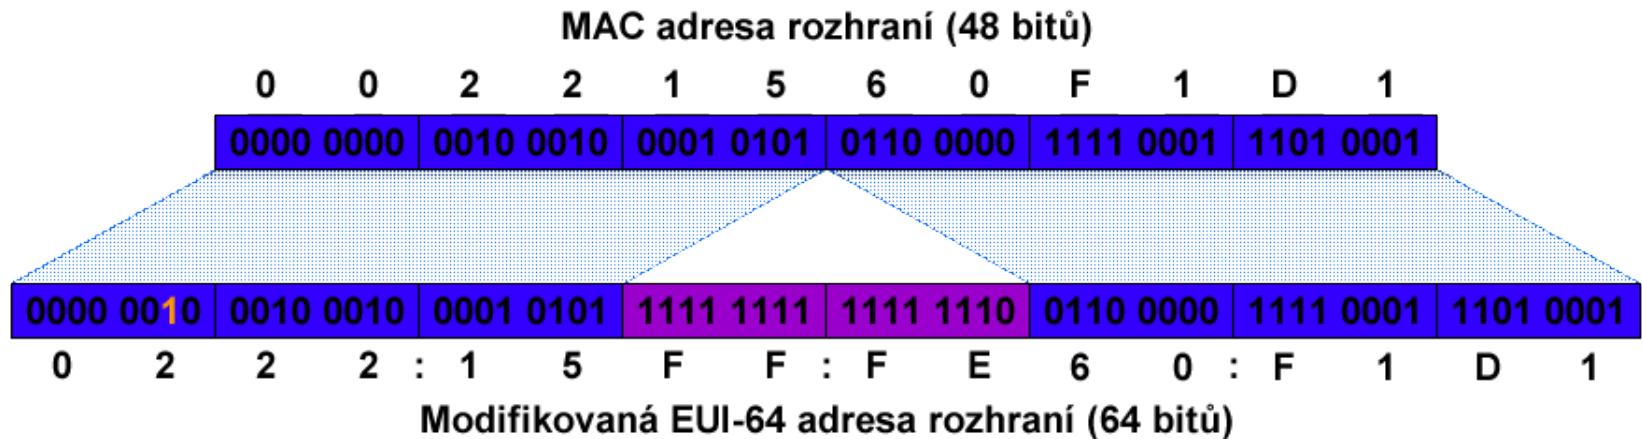 MAC adresa rozhraní (48 bitů)
0 0 2 2 1 5 6 0 F 1 D 1
0000 0000 0010 0010 0001 0101 0110 0000 1111 0001 1101 0001
0000 0010 0010 0010 0001 0101 1111 1111 1111 1110 0110 0000 1111 0001 1101 0001
0 2 2 2 : 1 5 F F : F E 6 0 : F 1 D 1
Modifikovaná EUI-64 adresa rozhraní (64 bitů)